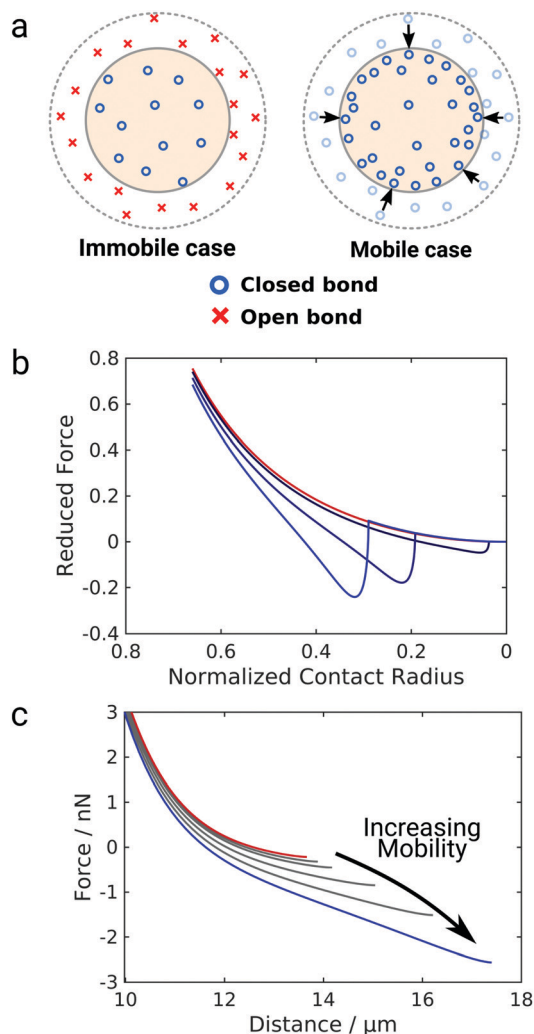 a
Immobile case
Mobile case
Closed bond
Open bond
b
0.8
0.6
0.4
0.2
0
-0.2
-0.4
Reduced Force
0.8 0.6 0.4 0.2 0
Normalized Contact Radius
c
3
2
1
0
-1
-2
-3
Force / nN
Increasing
Mobility
10 12 14 16 18
Distance / μm